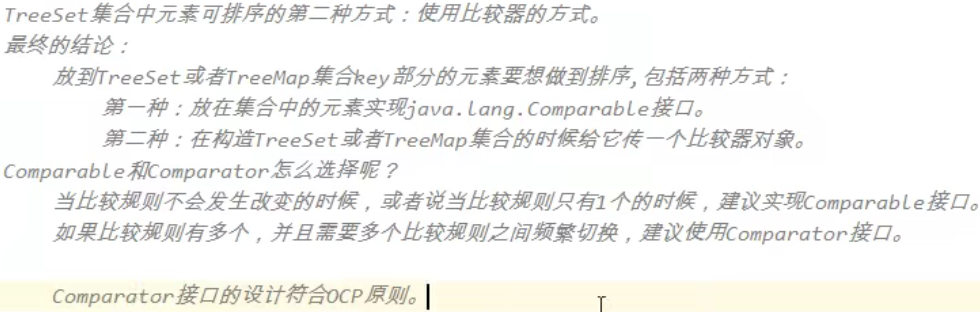 TreeSet集合中元素可排序的第二种方式：使用比较器的方式。
最终的结论：
放到TreeSet或者TreeMap集合key部分的元素要想做到排序,包括两种方式：
第一种：放在集合中的元素实现java.lang.Comparable接口。
第二种：在构造TreeSet或者TreeMap集合的时候给它传一个比较器对象。
Comparable和Comparator怎么选择呢？
当比较规则不会发生改变的时候，或者说当比较规则只有1个的时候，建议实现Comparable接口。
如果比较规则有多个，并且需要多个比较规则之间频繁切换，建议使用Comparator接口。
Comparator接口的设计符合OCP原则。